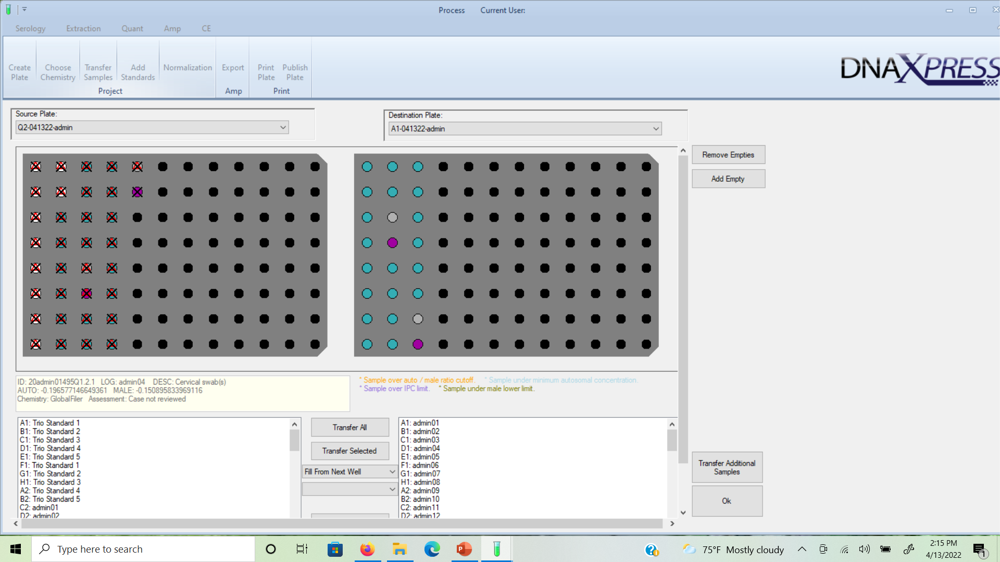 Process Current User:
Serology Extraction Quant Amp CE
Create Plate
Choose Chemistry
Transfer Samples
Add Standards
Normalization
Export
Print Plate
Publish Plate
Project Amp Print
DNAXPRESS
Source Plate:
Q2-041322-admin
Destination Plate:
A1-041322-admin
Remove Empties
Add Empty
ID: 20admin01495Q1.2.1 LOG: admin04 DESC: Cervical swab(s)
AUTO: -0.196577146649361 MALE: -0.150895833969116
Chemistry: GlobalFiler Assessment: Case not reviewed
* Sample over auto / male ratio cutoff. * Sample under minimum autosomal concentration.
* Sample over IPC limit. * Sample under male lower limit.
A1: Trio Standard 1
B1: Trio Standard 2
C1: Trio Standard 3
D1: Trio Standard 4
E1: Trio Standard 5
F1: Trio Standard 1
G1: Trio Standard 2
H1: Trio Standard 3
A2: Trio Standard 4
B2: Trio Standard 5
C2: admin01
D2: admin02
Transfer All
Transfer Selected
Fill From Next Well
A1: admin01
B1: admin02
C1: admin03
D1: admin04
E1: admin05
F1: admin06
G1: admin07
H1: admin08
A2: admin09
B2: admin10
C2: admin11
D2: admin12
Transfer Additional
Samples
Ok
Type here to search
75°F Mostly cloudy
2:15 PM
4/13/2022
1